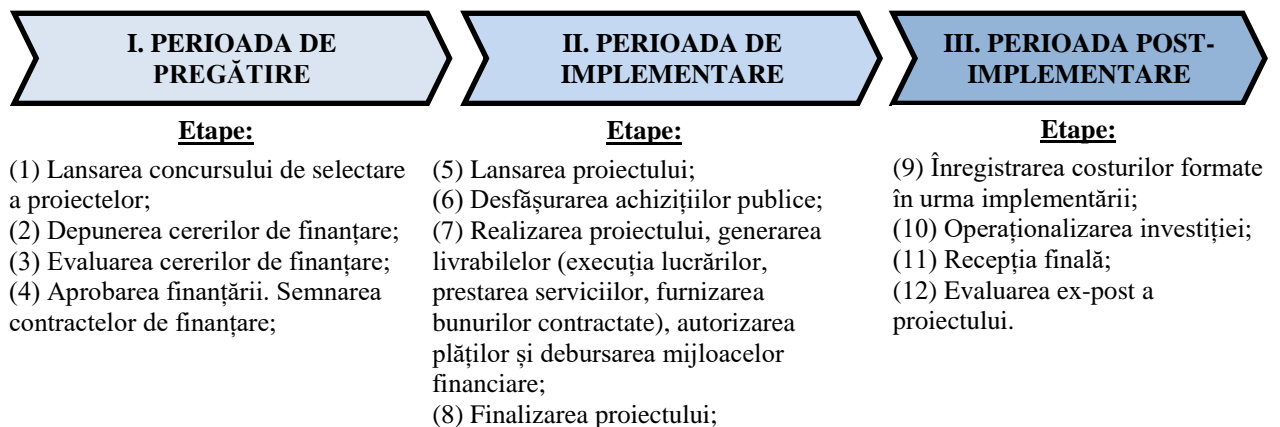 I. PERIOADA DE
PREGĂTIRE
Etape:
(1) Lansarea concursului de selectare
a proiectelor;
(2) Depunerea cererilor de finanțare;
(3) Evaluarea cererilor de finanțare;
(4) Aprobarea finanțării. Semnarea
contractelor de finanțare;
II. PERIOADA DE
IMPLEMENTARE
Etape:
(5) Lansarea proiectului;
(6) Desfășurarea achizițiilor publice;
(7) Realizarea proiectului, generarea
livrabilelor (execuția lucrărilor,
prestarea serviciilor, furnizarea
bunurilor contractate), autorizarea
plăților și debursarea mijloacelor
financiare;
(8) Finalizarea proiectului;
III. PERIOADA POST-
IMPLEMENTARE
Etape:
(9) Înregistrarea costurilor formate
în urma implementării;
(10) Operaționalizarea investiției;
(11) Recepția finală;
(12) Evaluarea ex-post a
proiectului.